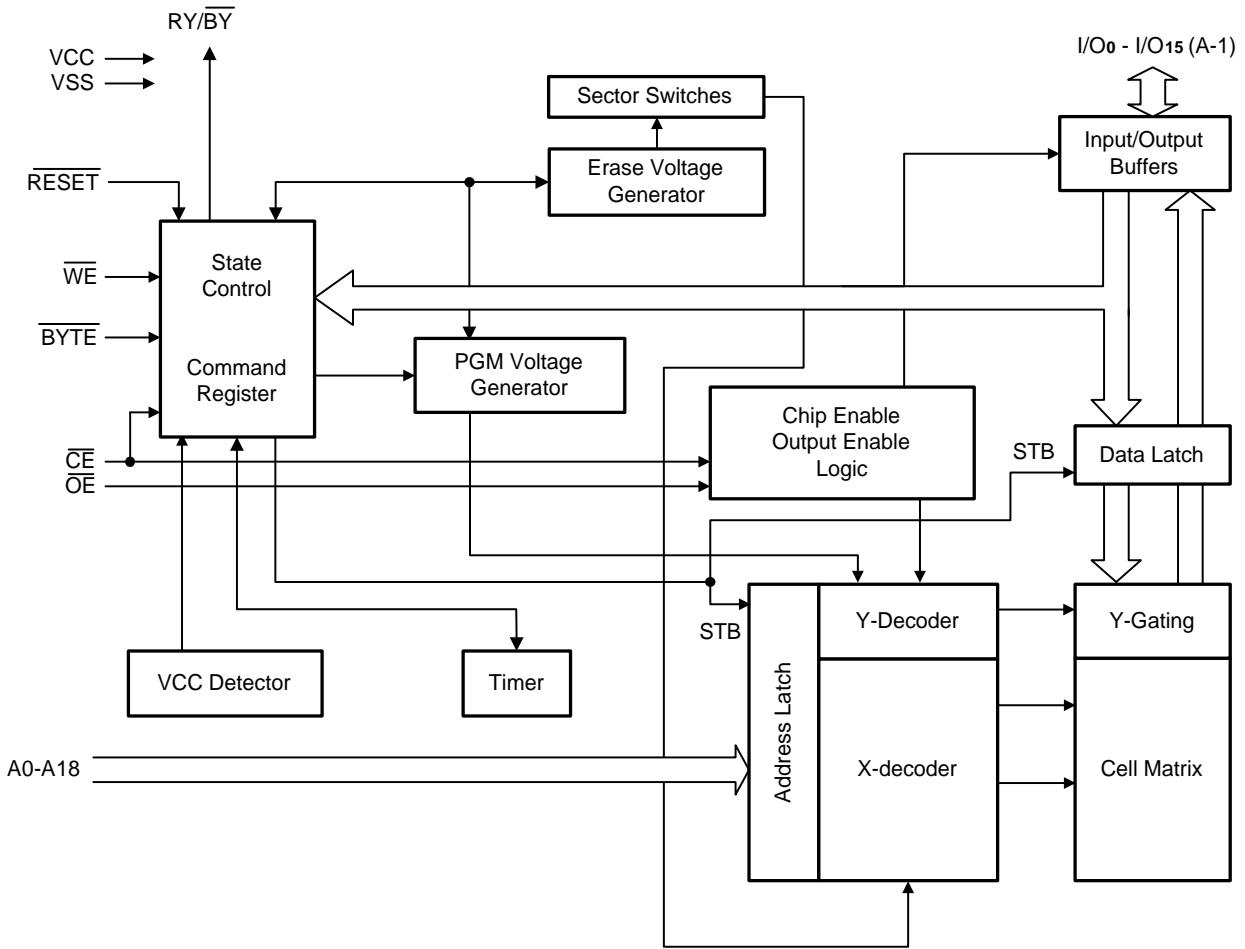 RY/BY
VCC
VSS
I/O0 - I/O15 (A-1)
Sector Switches
Input/Output
Buffers
Erase Voltage
Generator
RESET
WE
BYTE
State
Control
Command
Register
PGM Voltage
Generator
Chip Enable
Output Enable
Logic
CE
OE
STB
Data Latch
STB
Address Latch
Y-Decoder
Y-Gating
VCC Detector
Timer
A0-A18
X-decoder
Cell Matrix